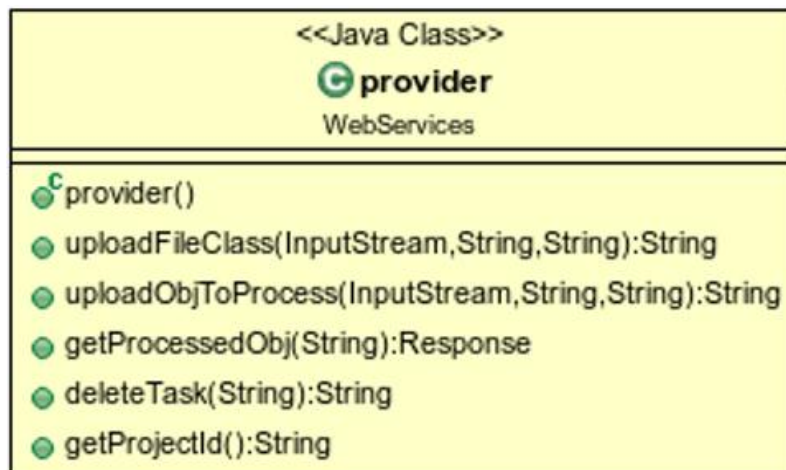 <<Java Class>>
C provider
WebServices
c provider()
uploadFileClass(InputStream,String,String):String
uploadObjToProcess(InputStream,String,String):String
getProcessedObj(String):Response
deleteTask(String):String
getProjectId():String